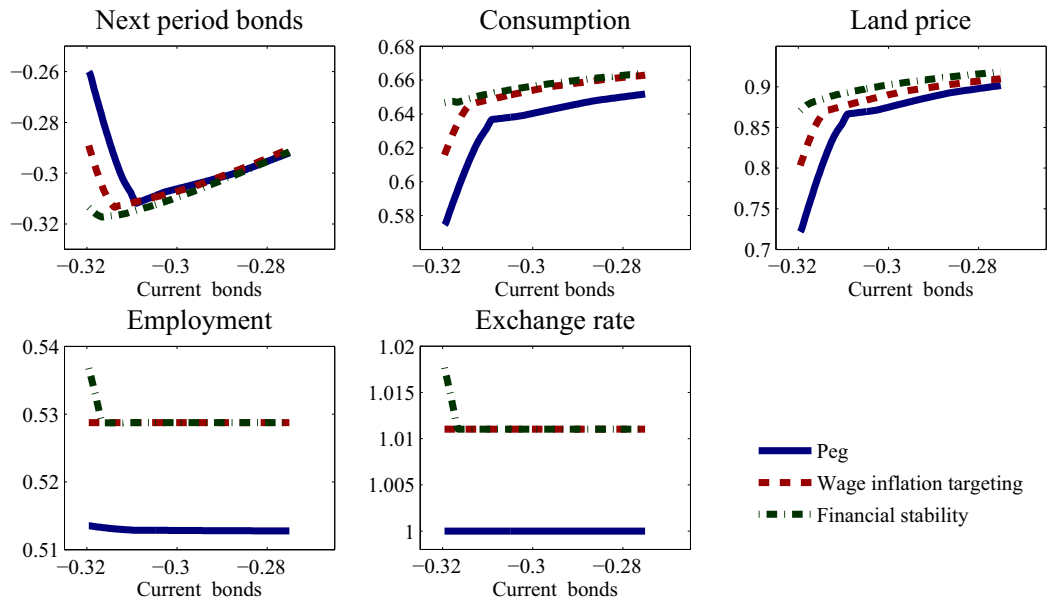 Next period bonds
−0.26
−0.28
−0.3
−0.32
−0.32 −0.3 −0.28
Current bonds
Consumption
0.68
0.66
0.64
0.62
0.6
0.58
−0.32 −0.3 −0.28
Current bonds
Land price
0.9
0.85
0.8
0.75
0.7
−0.32 −0.3 −0.28
Current bonds
Employment
0.54
0.53
0.52
0.51
−0.32 −0.3 −0.28
Current bonds
Exchange rate
1.02
1.015
1.01
1.005
1
−0.32 −0.3 −0.28
Current bonds
Peg
Wage inflation targeting
Financial stability